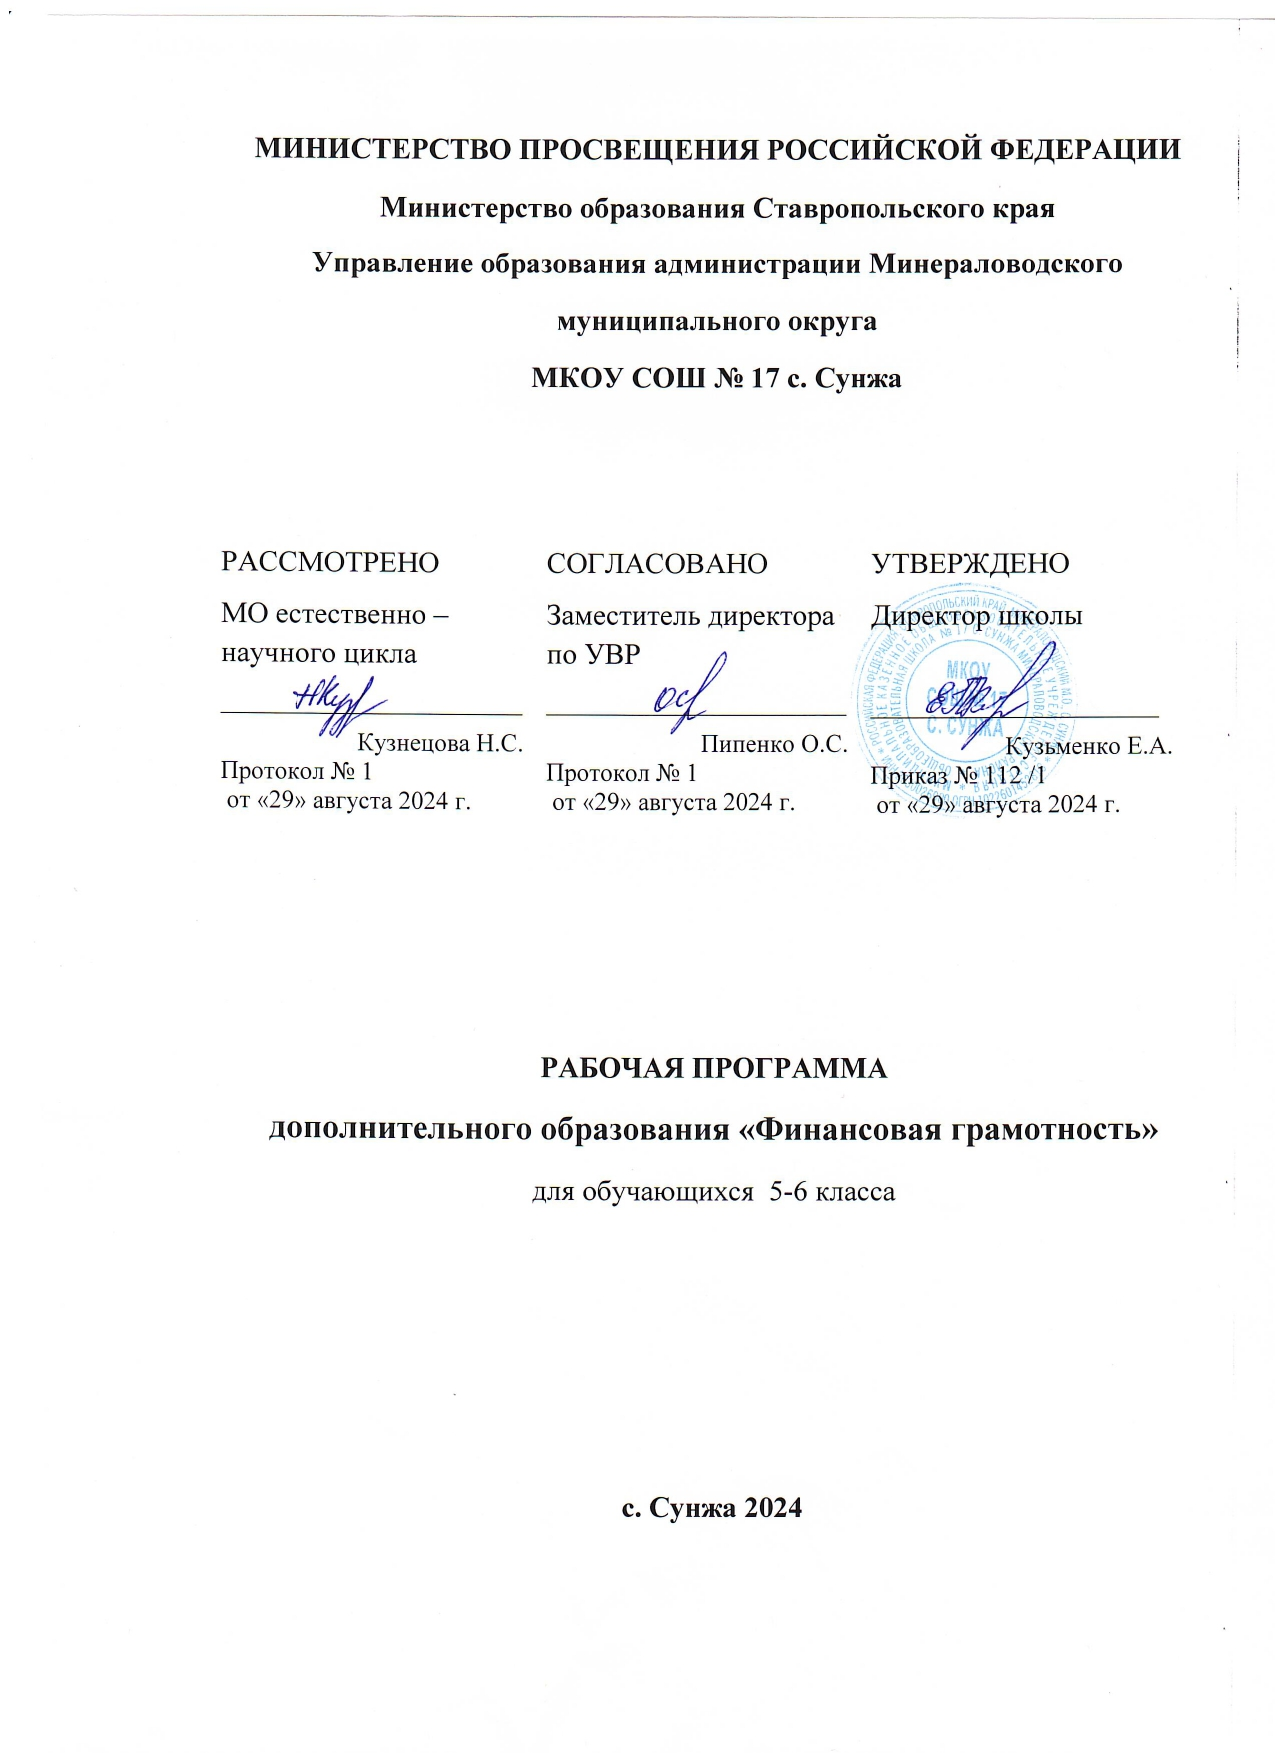 МИНИСТЕРСТВО ПРОСВЕЩЕНИЯ РОССИЙСКОЙ ФЕДЕРАЦИИ
Министерство образования Ставропольского края
Управление образования администрации Минераловодского
муниципального округа
МКОУ СОШ № 17 с. Сунжа
РАССМОТРЕНО
МО естественно –
научного цикла
Кузнецова Н.С.
Протокол № 1
от «29» августа 2024 г.
СОГЛАСОВАНО
Заместитель директора
по УВР
Пипенко О.С.
Протокол № 1
от «29» августа 2024 г.
УТВЕРЖДЕНО
Директор школы
МКОУ
С. СУНЖА
Кузьменко Е.А.
Приказ № 112 /1
от «29» августа 2024 г.
РАБОЧАЯ ПРОГРАММА
дополнительного образования «Финансовая грамотность»
для обучающихся 5-6 класса
с. Сунжа 2024